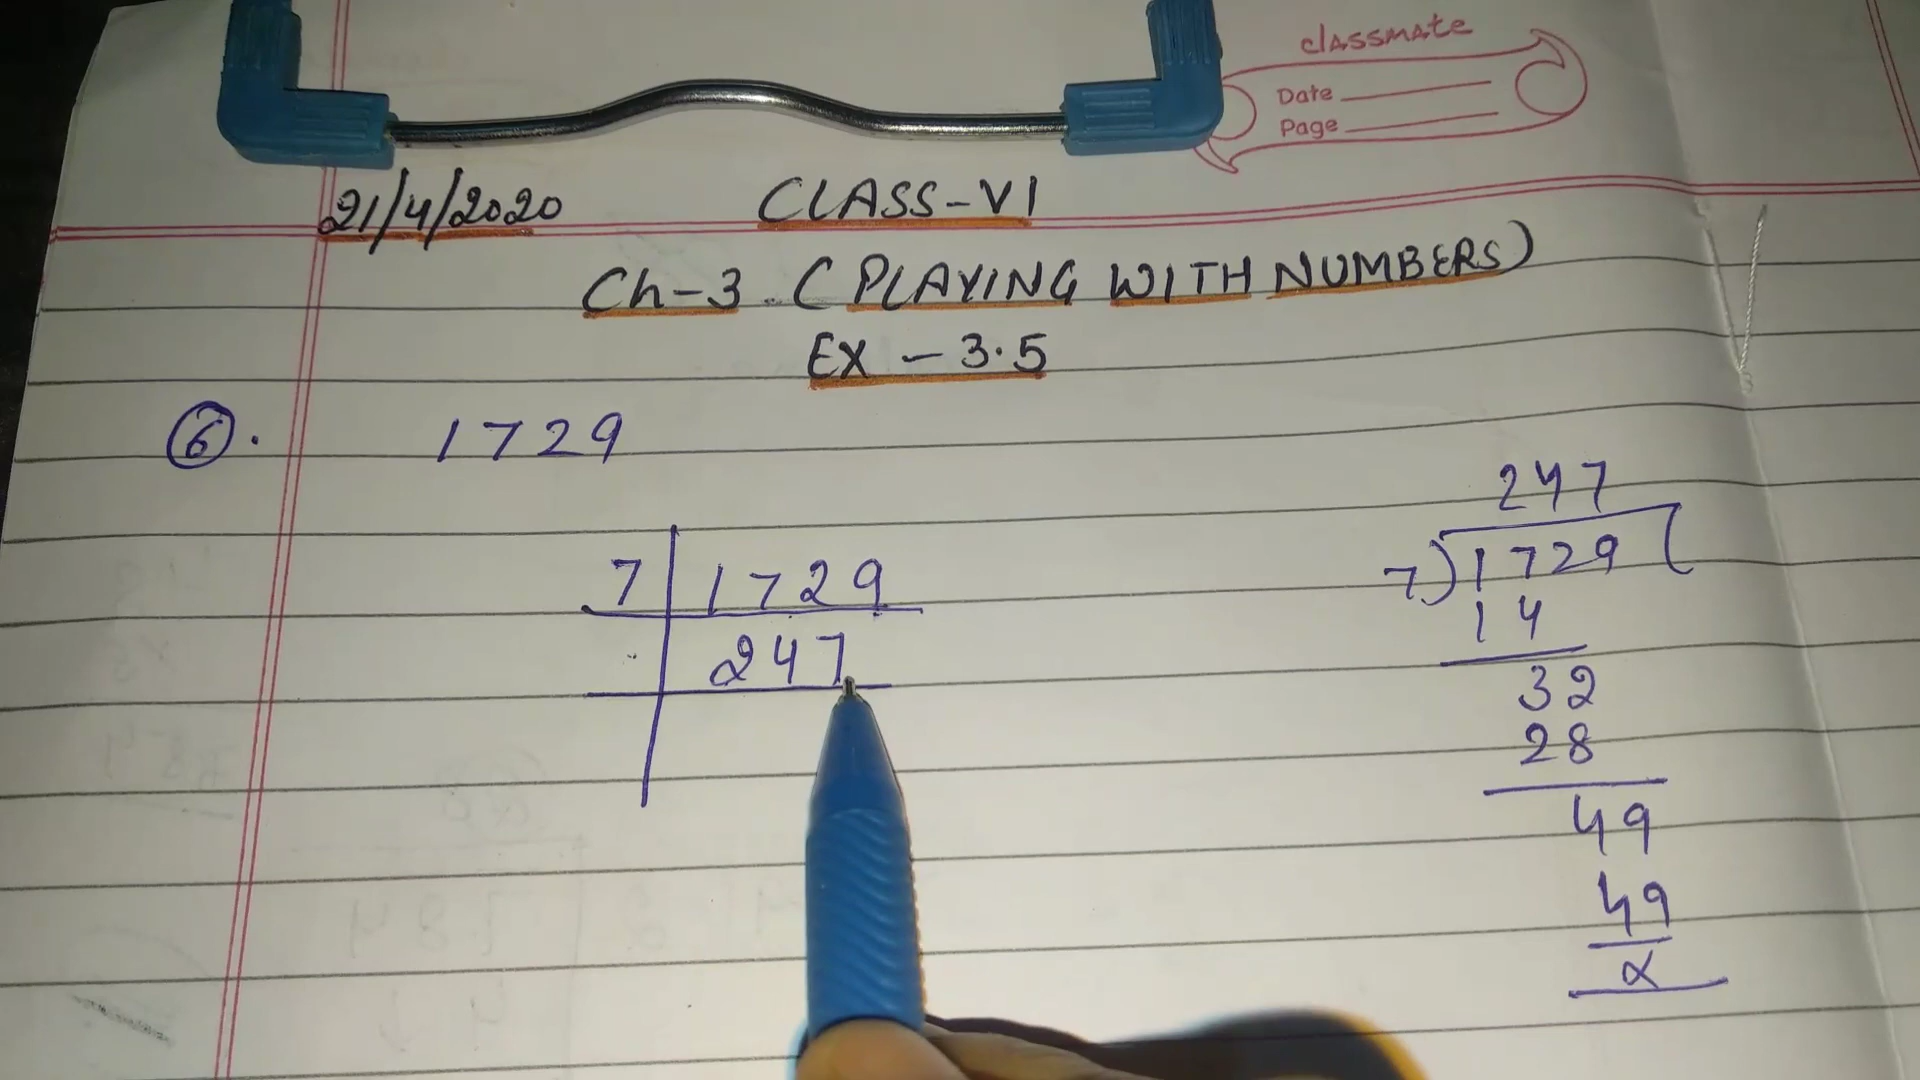 classmate
Date
Page
21/4/2020
CLASS-VI
Ch-3. (PLAYING WITH NUMBERS)
EX - 3.5
6. 1729
7 1729
247
247
7)1729(
14
32
28
49
49